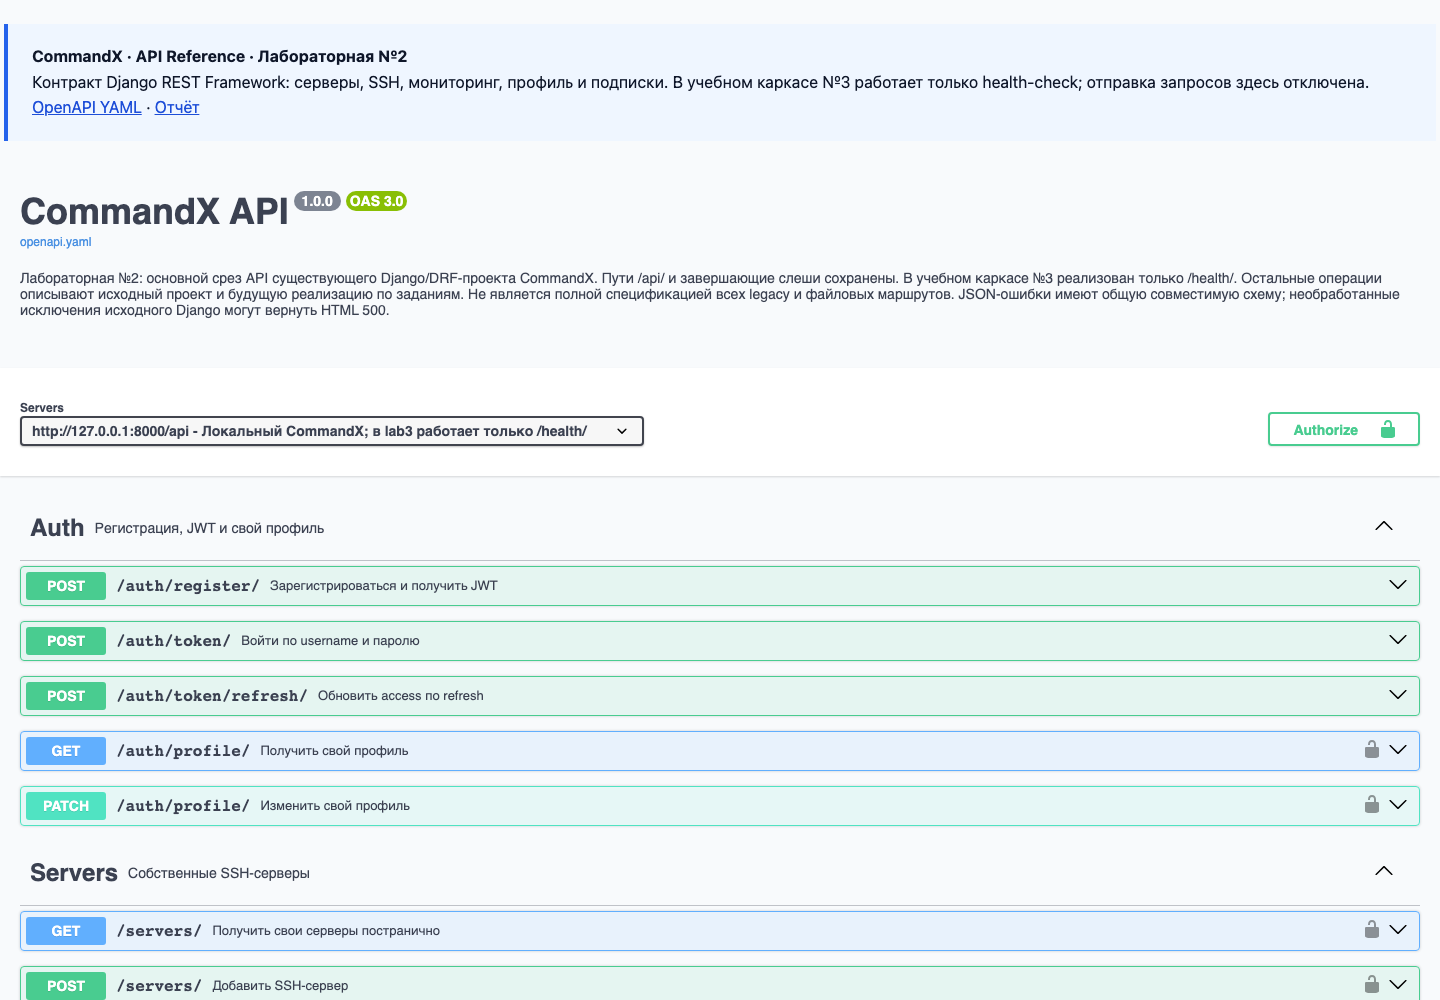 CommandX · API Reference · Лабораторная №2
Контракт Django REST Framework: серверы, SSH, мониторинг, профиль и подписки. В учебном каркасе №3 работает только health-check; отправка запросов здесь отключена.
OpenAPI YAML · Отчёт
CommandX API 1.0.0 OAS 3.0
openapi.yaml
Лабораторная №2: основной срез API существующего Django/DRF-проекта CommandX. Пути /api/ и завершающие слеши сохранены. В учебном каркасе №3 реализован только /health/. Остальные операции
описывают исходный проект и будущую реализацию по заданиям. Не является полной спецификацией всех legacy и файловых маршрутов. JSON-ошибки имеют общую совместимую схему; необработанные
исключения исходного Django могут вернуть HTML 500.
Servers
http://127.0.0.1:8000/api - Локальный CommandX; в lab3 работает только /health/
Authorize
Auth Регистрация, JWT и свой профиль
POST /auth/register/ Зарегистрироваться и получить JWT
POST /auth/token/ Войти по username и паролю
POST /auth/token/refresh/ Обновить access по refresh
GET /auth/profile/ Получить свой профиль
PATCH /auth/profile/ Изменить свой профиль
Servers Собственные SSH-серверы
GET /servers/ Получить свои серверы постранично
POST /servers/ Добавить SSH-сервер